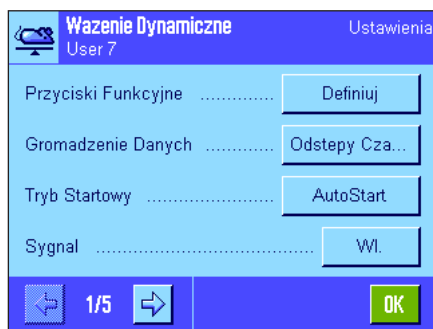 Wazenie Dynamiczne Ustawienia
User 7
Przyciski Funkcyjne .............. Definiuj
Gromadzenie Danych ............. Odstepy Cza...
Tryb Startowy ........................ AutoStart
Sygnal ........................................ Wl.
1/5 OK